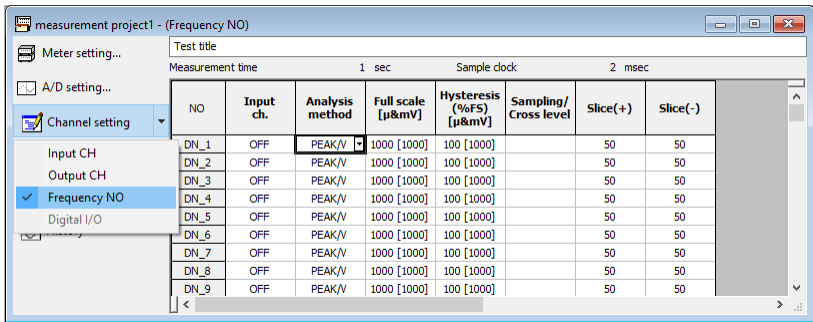 measurement project1 - (Frequency NO)
Meter setting...
A/D setting...
Channel setting
Input CH
Output CH
Frequency NO
Digital I/O
Test title
Measurement time 1 sec Sample clock 2 msec
NO Input ch. Analysis method Full scale [µ&mV] Hysteresis (%FS) [µ&mV] Sampling/ Cross level Slice(+) Slice(-)
DN_1 OFF PEAK/V 1000 [1000] 100 [1000] 50 50
DN_2 OFF PEAK/V 1000 [1000] 100 [1000] 50 50
DN_3 OFF PEAK/V 1000 [1000] 100 [1000] 50 50
DN_4 OFF PEAK/V 1000 [1000] 100 [1000] 50 50
DN_5 OFF PEAK/V 1000 [1000] 100 [1000] 50 50
DN_6 OFF PEAK/V 1000 [1000] 100 [1000] 50 50
DN_7 OFF PEAK/V 1000 [1000] 100 [1000] 50 50
DN_8 OFF PEAK/V 1000 [1000] 100 [1000] 50 50
DN_9 OFF PEAK/V 1000 [1000] 100 [1000] 50 50